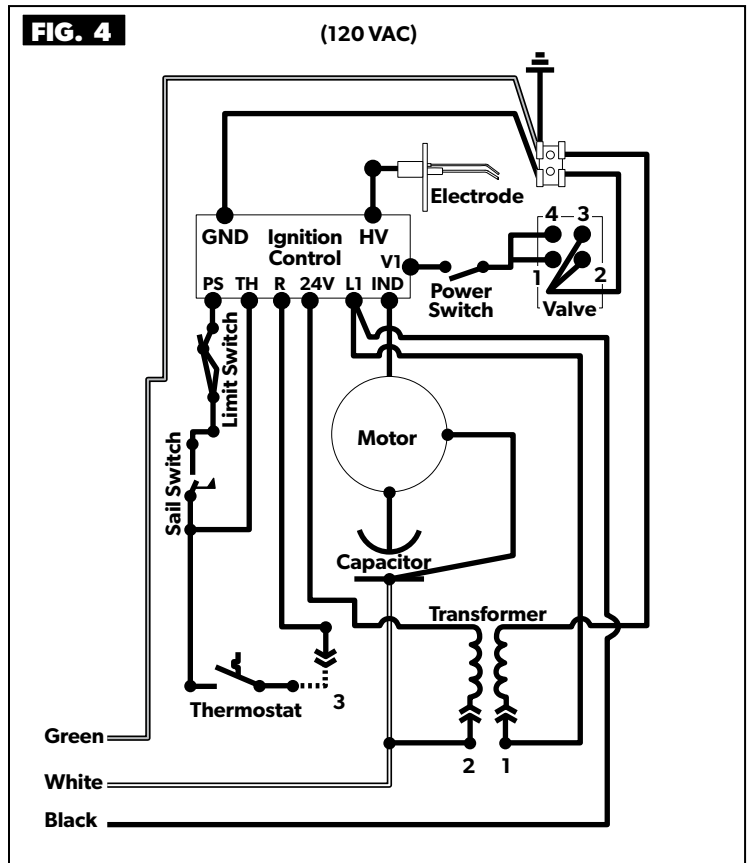 FIG. 4
(120 VAC)
Electrode
GND
Ignition
Control
HV
V1
4
3
1
2
Power
Switch
Valve
PS
TH
R
24V
L1
IND
Limit Switch
Motor
Sail Switch
Capacitor
Transformer
Thermostat
3
Green
2
1
White
Black